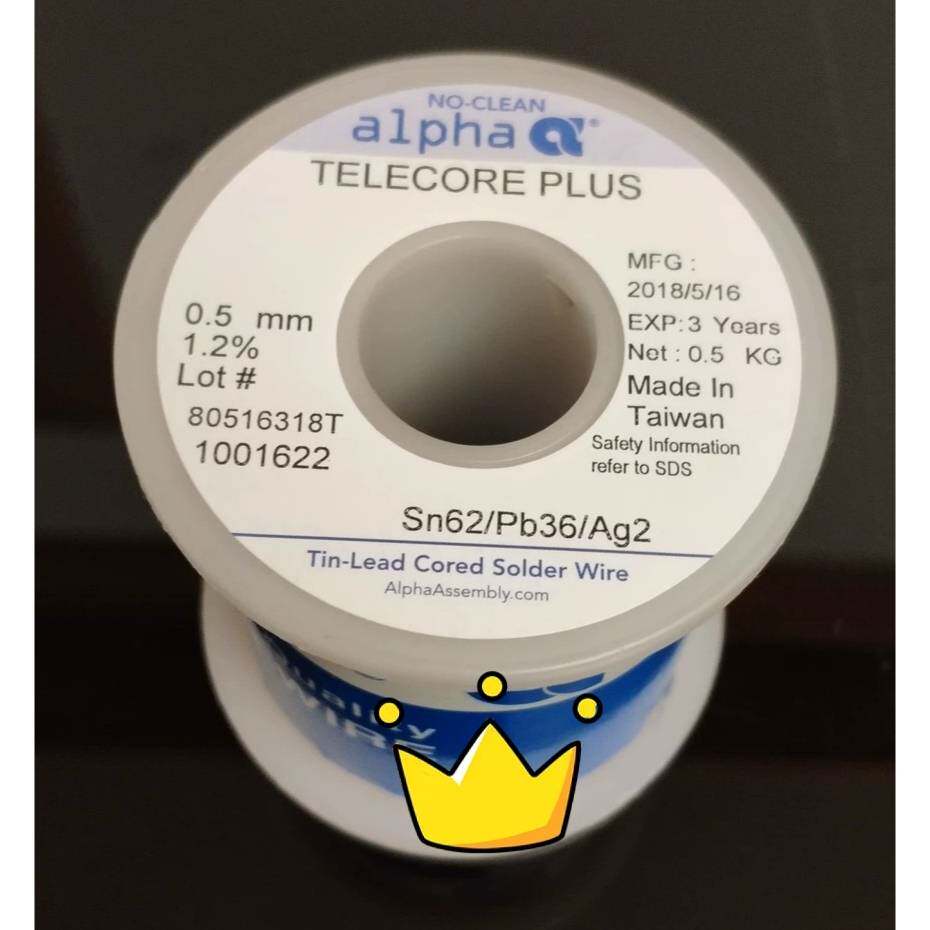 NO-CLEAN
alpha ®
TELECORE PLUS
0.5 mm
1.2%
Lot #
80516318T
1001622
MFG :
2018/5/16
EXP: 3 Years
Net : 0.5 KG
Made In
Taiwan
Safety Information
refer to SDS
Sn62/Pb36/Ag2
Tin-Lead Cored Solder Wire
AlphaAssembly.com
Quality
WIRE